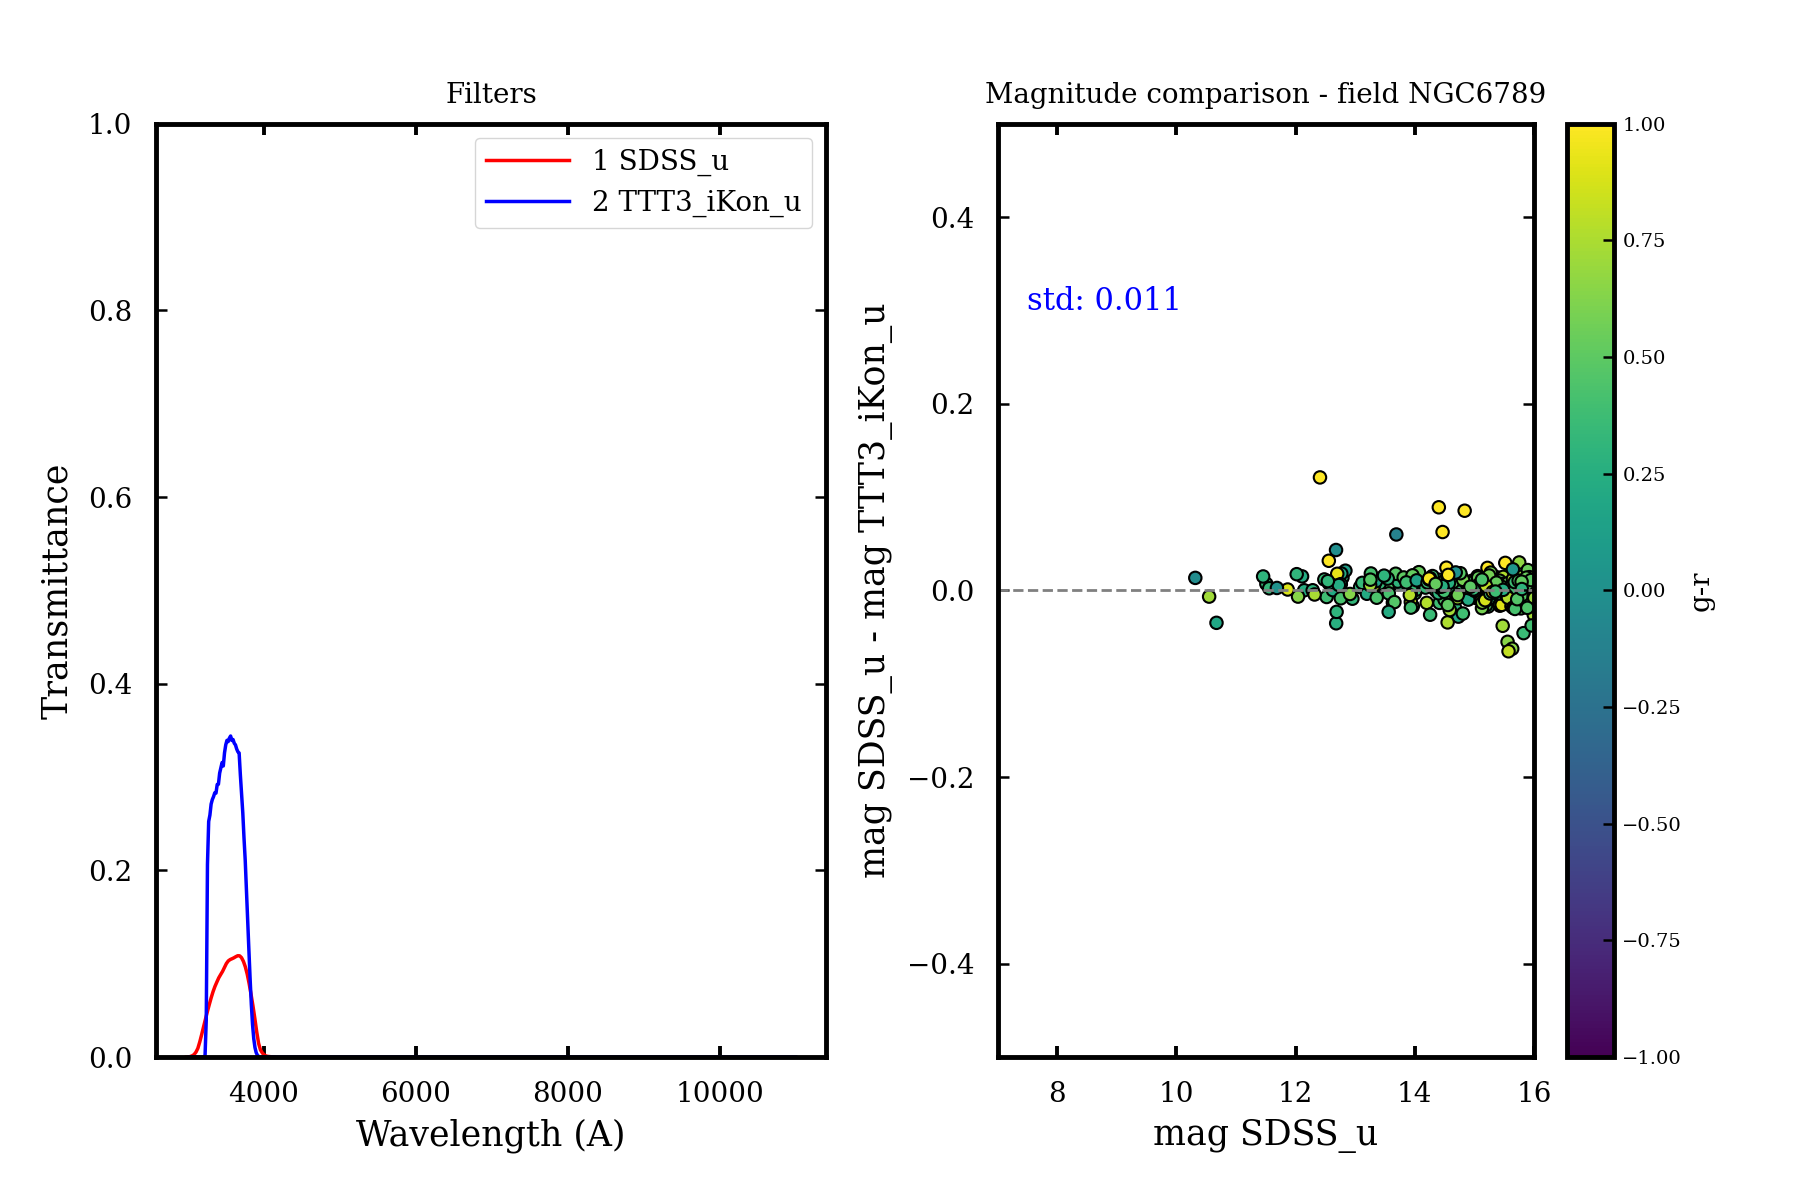 Filters
1.0
0.8
0.6
0.4
0.2
0.0
Transmittance
1 SDSS_u
2 TTT3_iKon_u
4000
6000
8000
10000
Wavelength (A)
Magnitude comparison - field NGC6789
mag SDSS_u - mag TTT3_iKon_u
0.4
0.2
0.0
−0.2
−0.4
std: 0.011
8
10
12
14
16
mag SDSS_u
1.00
0.75
0.50
0.25
0.00
−0.25
−0.50
−0.75
−1.00
g-r